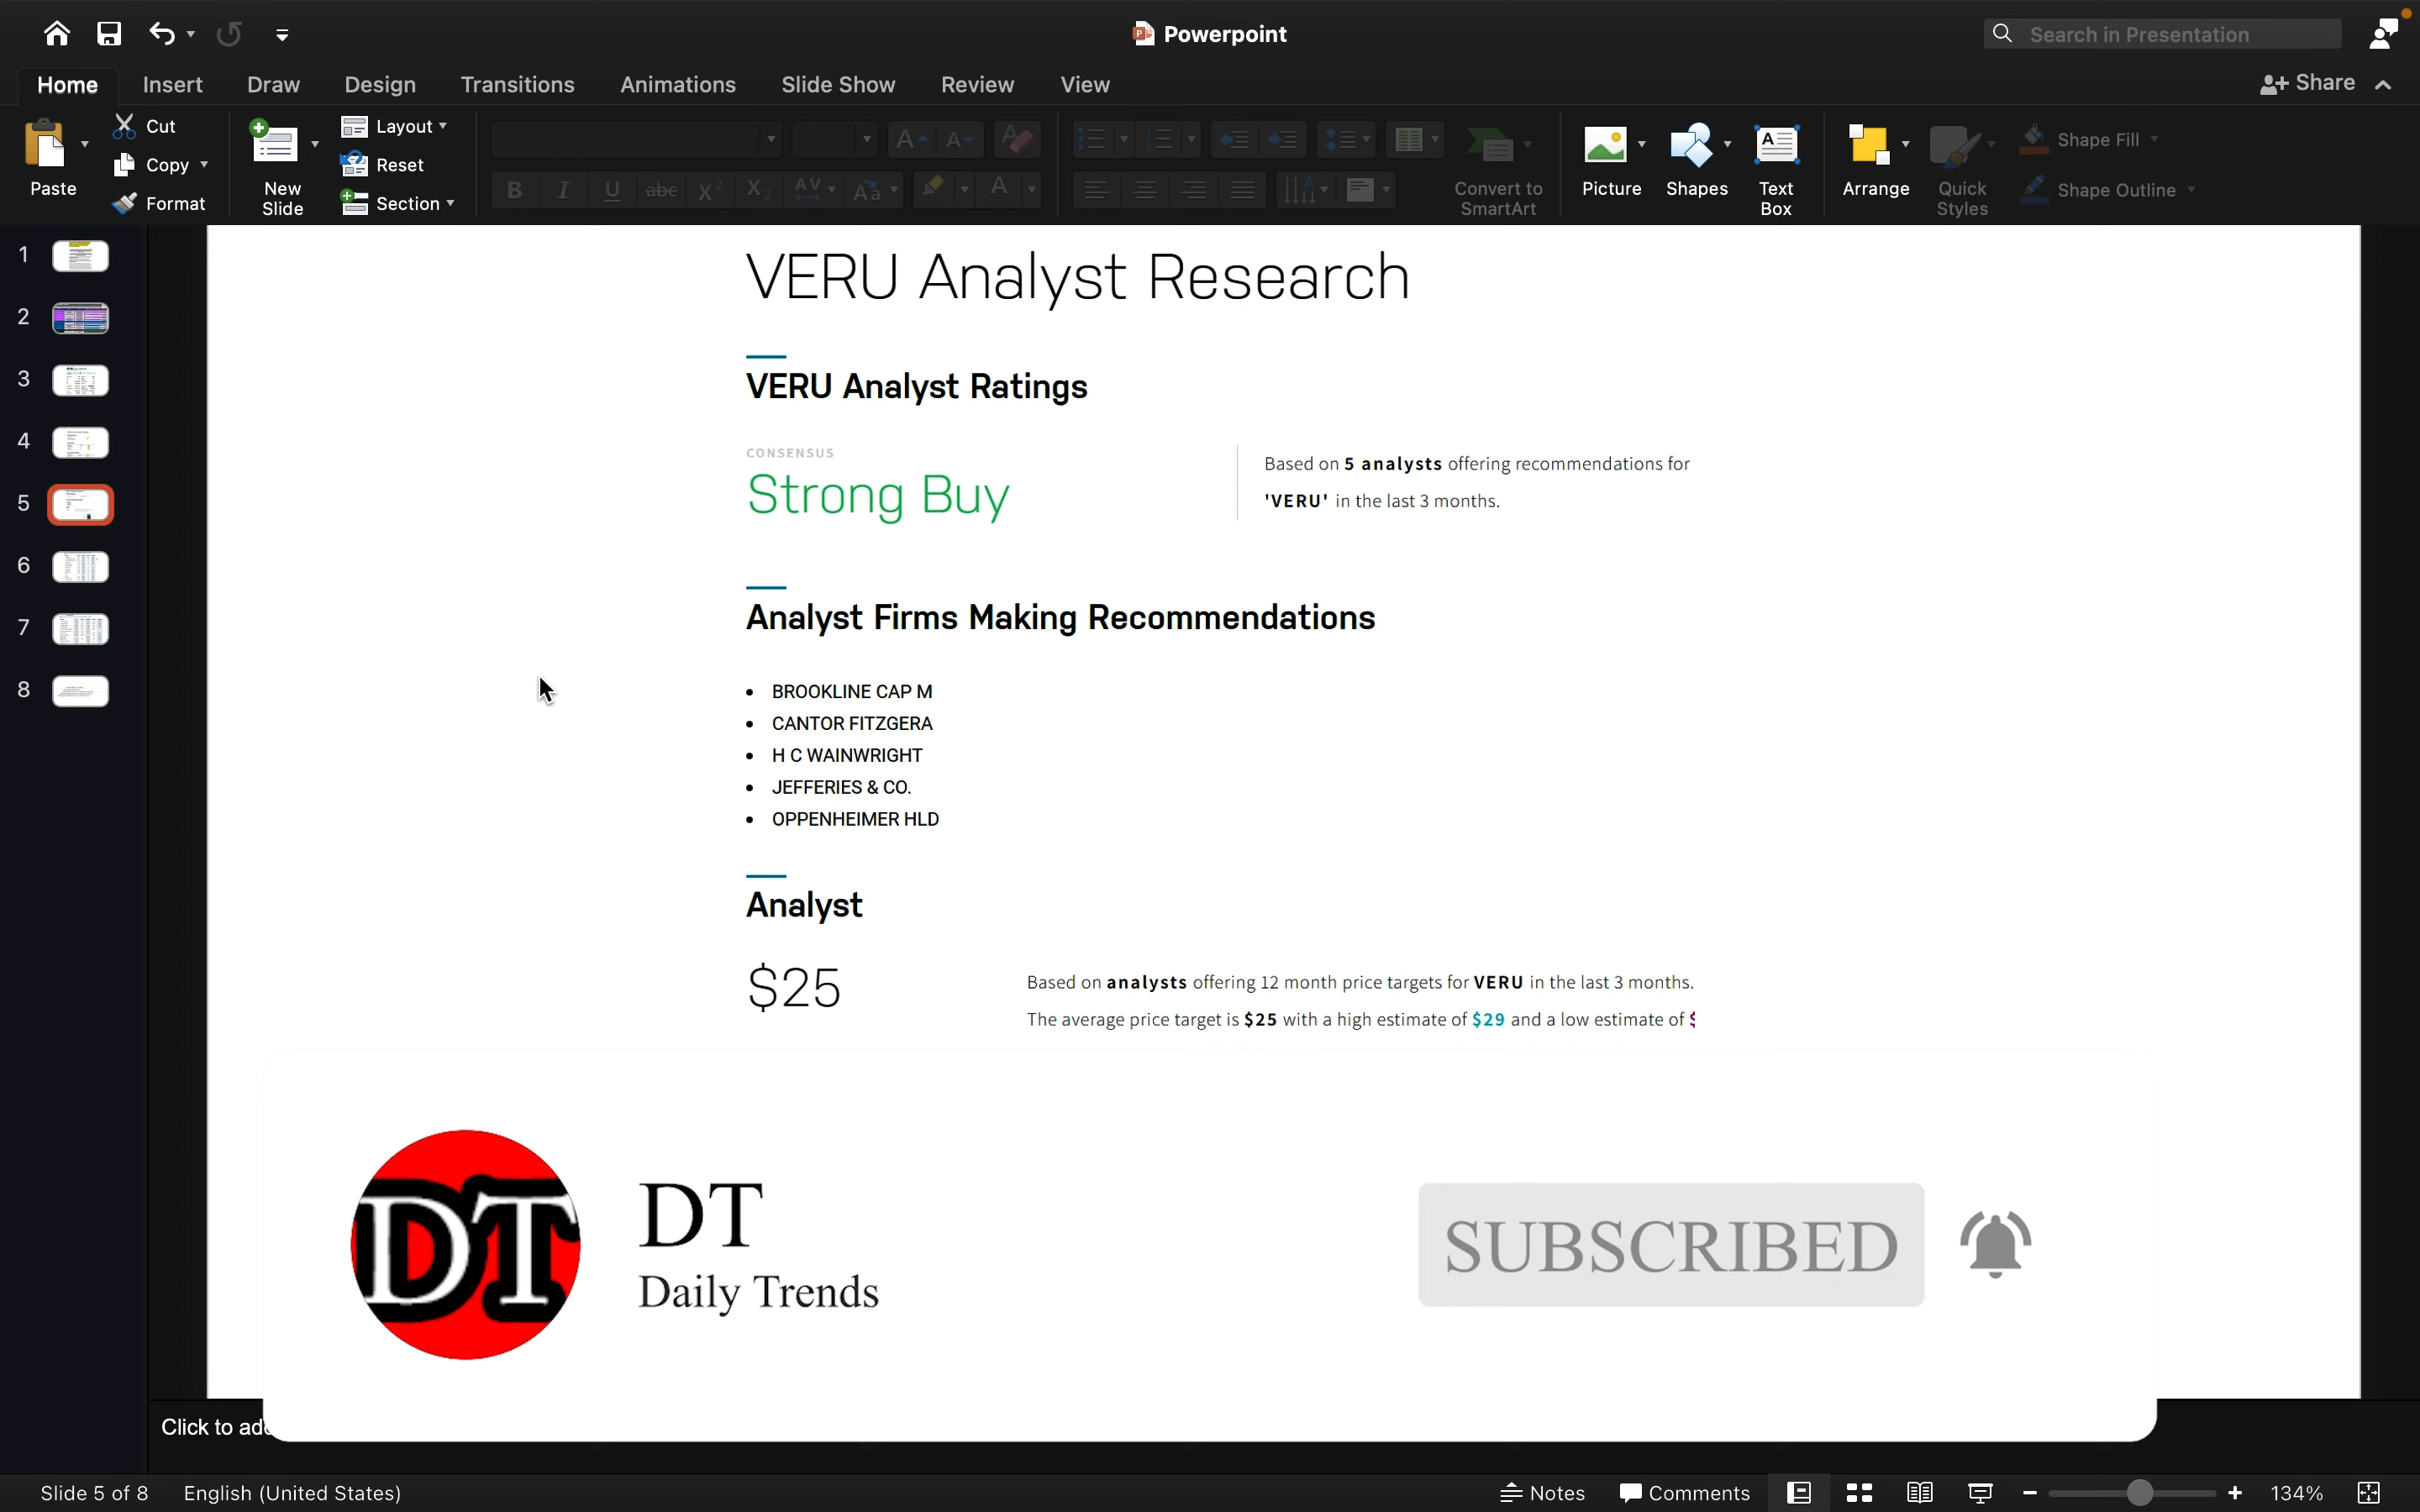 Powerpoint
Search in Presentation
Home Insert Draw Design Transitions Animations Slide Show Review View
Share
Paste
Cut
Copy
Format
New
Slide
Layout
Reset
Section
Convert to
SmartArt
Picture
Shapes
Text
Box
Arrange
Quick
Styles
Shape Fill
Shape Outline
1
2
3
4
5
6
7
8
VERU Analyst Research
VERU Analyst Ratings
CONSENSUS
Strong Buy
Based on 5 analysts offering recommendations for
'VERU' in the last 3 months.
Analyst Firms Making Recommendations
• BROOKLINE CAP M
• CANTOR FITZGERA
• H C WAINWRIGHT
• JEFFERIES & CO.
• OPPENHEIMER HLD
Analyst
$25
Based on analysts offering 12 month price targets for VERU in the last 3 months.
The average price target is $25 with a high estimate of $29 and a low estimate of $
DT
DT
Daily Trends
SUBSCRIBED
Click to
Slide 5 of 8 English (United States)
Notes Comments 134%